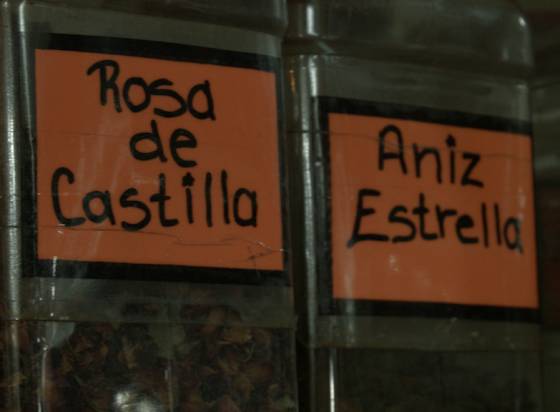 Rosa
de
Castilla
Aniz
Estrella